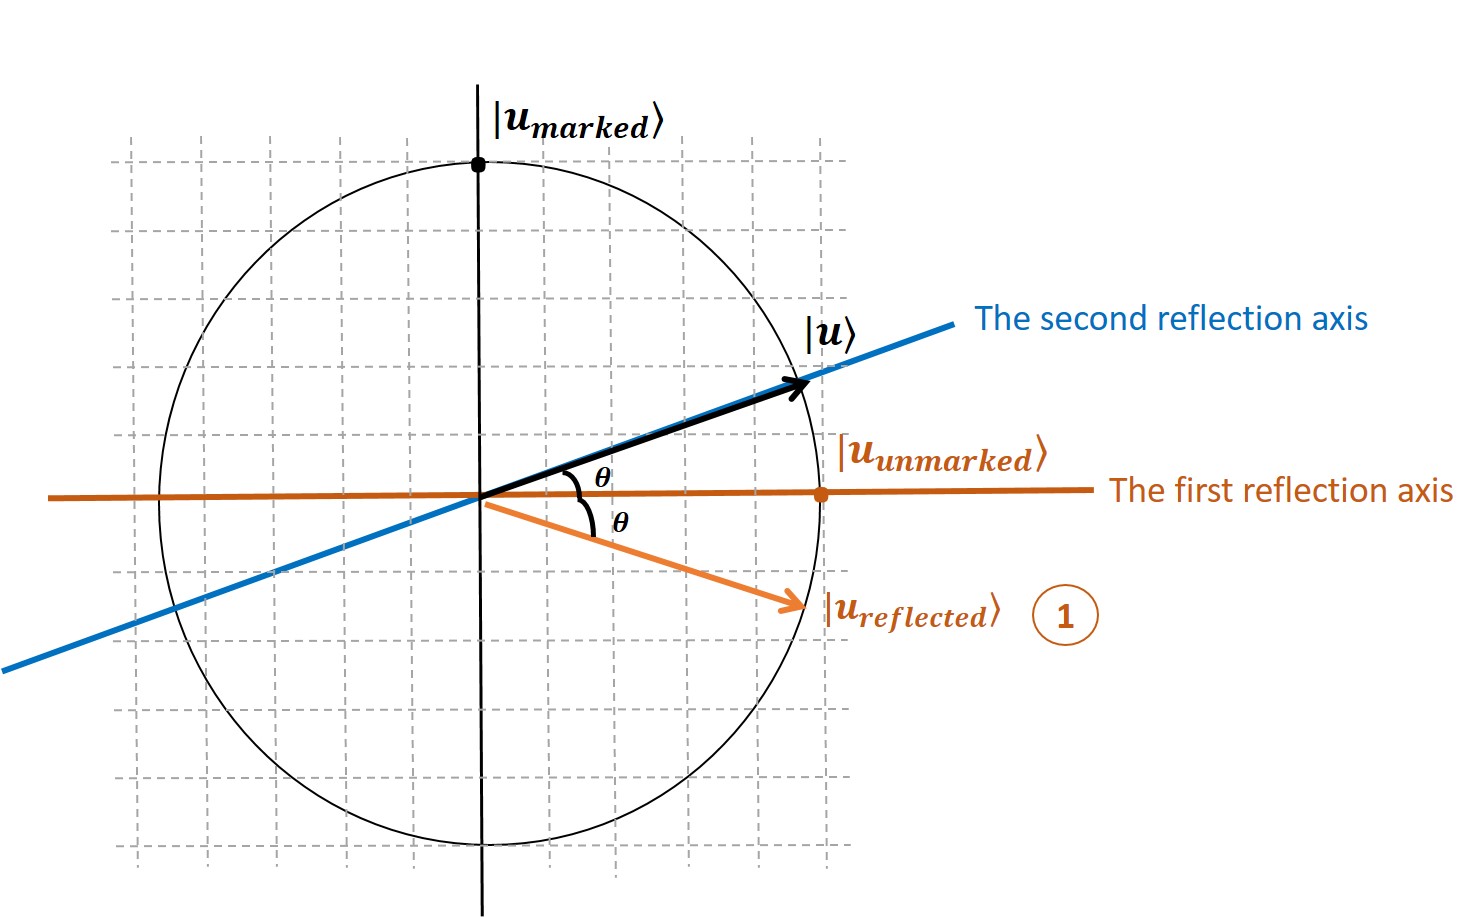 |u_marked⟩
The second reflection axis
|u⟩
|u_unmarked⟩
The first reflection axis
θ
θ
|u_reflected⟩
1